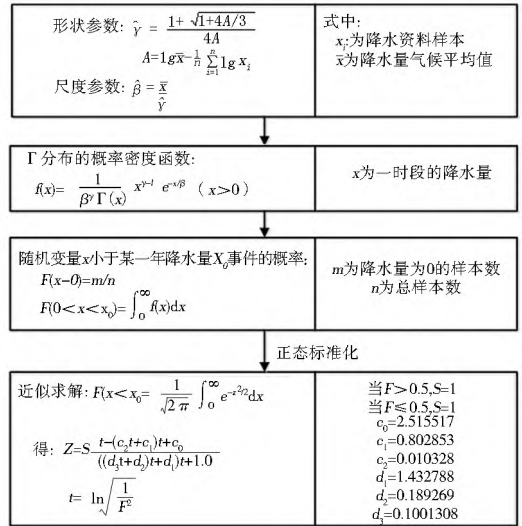 形状参数: γ̂ = (1+ √(1+4A/3)) / 4A
A=1g x̄ - 1/n ∑_{i=1}^{n} 1g x_i
尺度参数: β̂ = x̄ / γ̂
式中:
x_i:为降水资料样本
x̄为降水量气候平均值
Γ分布的概率密度函数:
f(x)= 1/(β^γ Γ(x)) x^{γ-1} e^{-x/β} (x>0)
x为一时段的降水量
随机变量x小于某一年降水量X_0事件的概率:
F(x-0)=m/n
F(0<x<x_0)=∫_0^∞ f(x)dx
m为降水量为0的样本数
n为总样本数
正态标准化
近似求解: F(x<x_0= 1/√(2π) ∫_0^∞ e^{-z²/2}dx
得: Z=S (t-(c_2t+c_1)t+c_0) / (((d_3t+d_2)t+d_1)t+1.0)
t= ln√(1/F²)
当F>0.5,S=1
当F≤0.5,S=1
c_0=2.515517
c_1=0.802853
c_2=0.010328
d_1=1.432788
d_2=0.189269
d_3=0.1001308